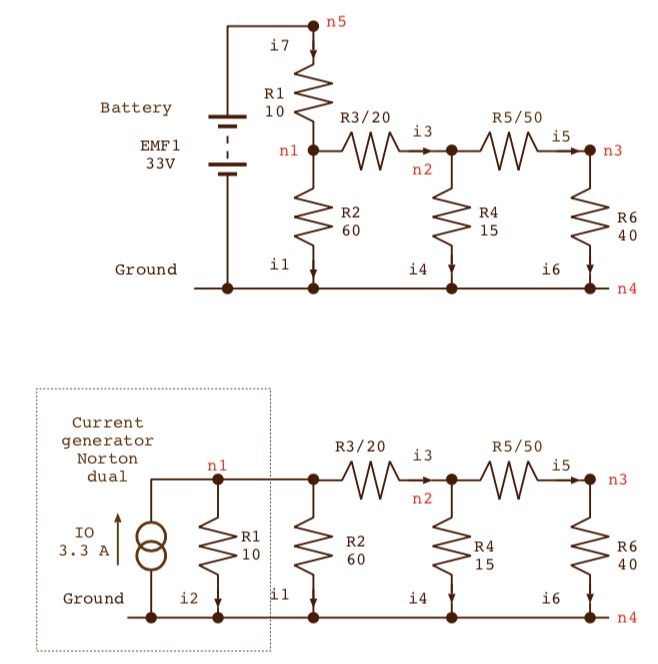 n5
i7
R1
10
Battery
EMF1
33V
R3/20
i3
R5/50
i5
n1
n2
n3
R2
60
R4
15
R6
40
Ground
i1
i4
i6
n4
Current
generator
Norton
dual
n1
R3/20
i3
R5/50
i5
n2
n3
IO
3.3 A
R1
10
R2
60
R4
15
R6
40
Ground
i2
i1
i4
i6
n4